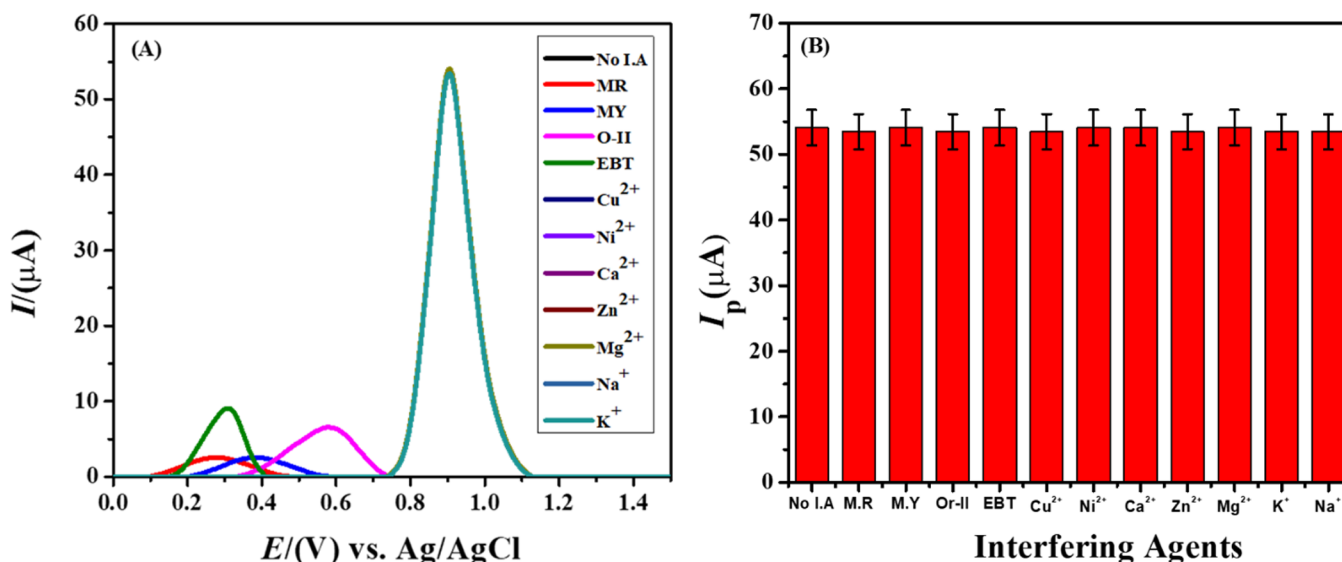 (A)
60
50
40
30
20
10
0
I/(µA)
0.0 0.2 0.4 0.6 0.8 1.0 1.2 1.4
E/(V) vs. Ag/AgCl
No I.A
MR
MY
O-II
EBT
Cu²⁺
Ni²⁺
Ca²⁺
Zn²⁺
Mg²⁺
Na⁺
K⁺
(B)
70
60
50
40
30
20
10
0
Iₚ(µA)
No I.A M.R M.Y Or-II EBT Cu²⁺ Ni²⁺ Ca²⁺ Zn²⁺ Mg²⁺ K⁺ Na⁺
Interfering Agents